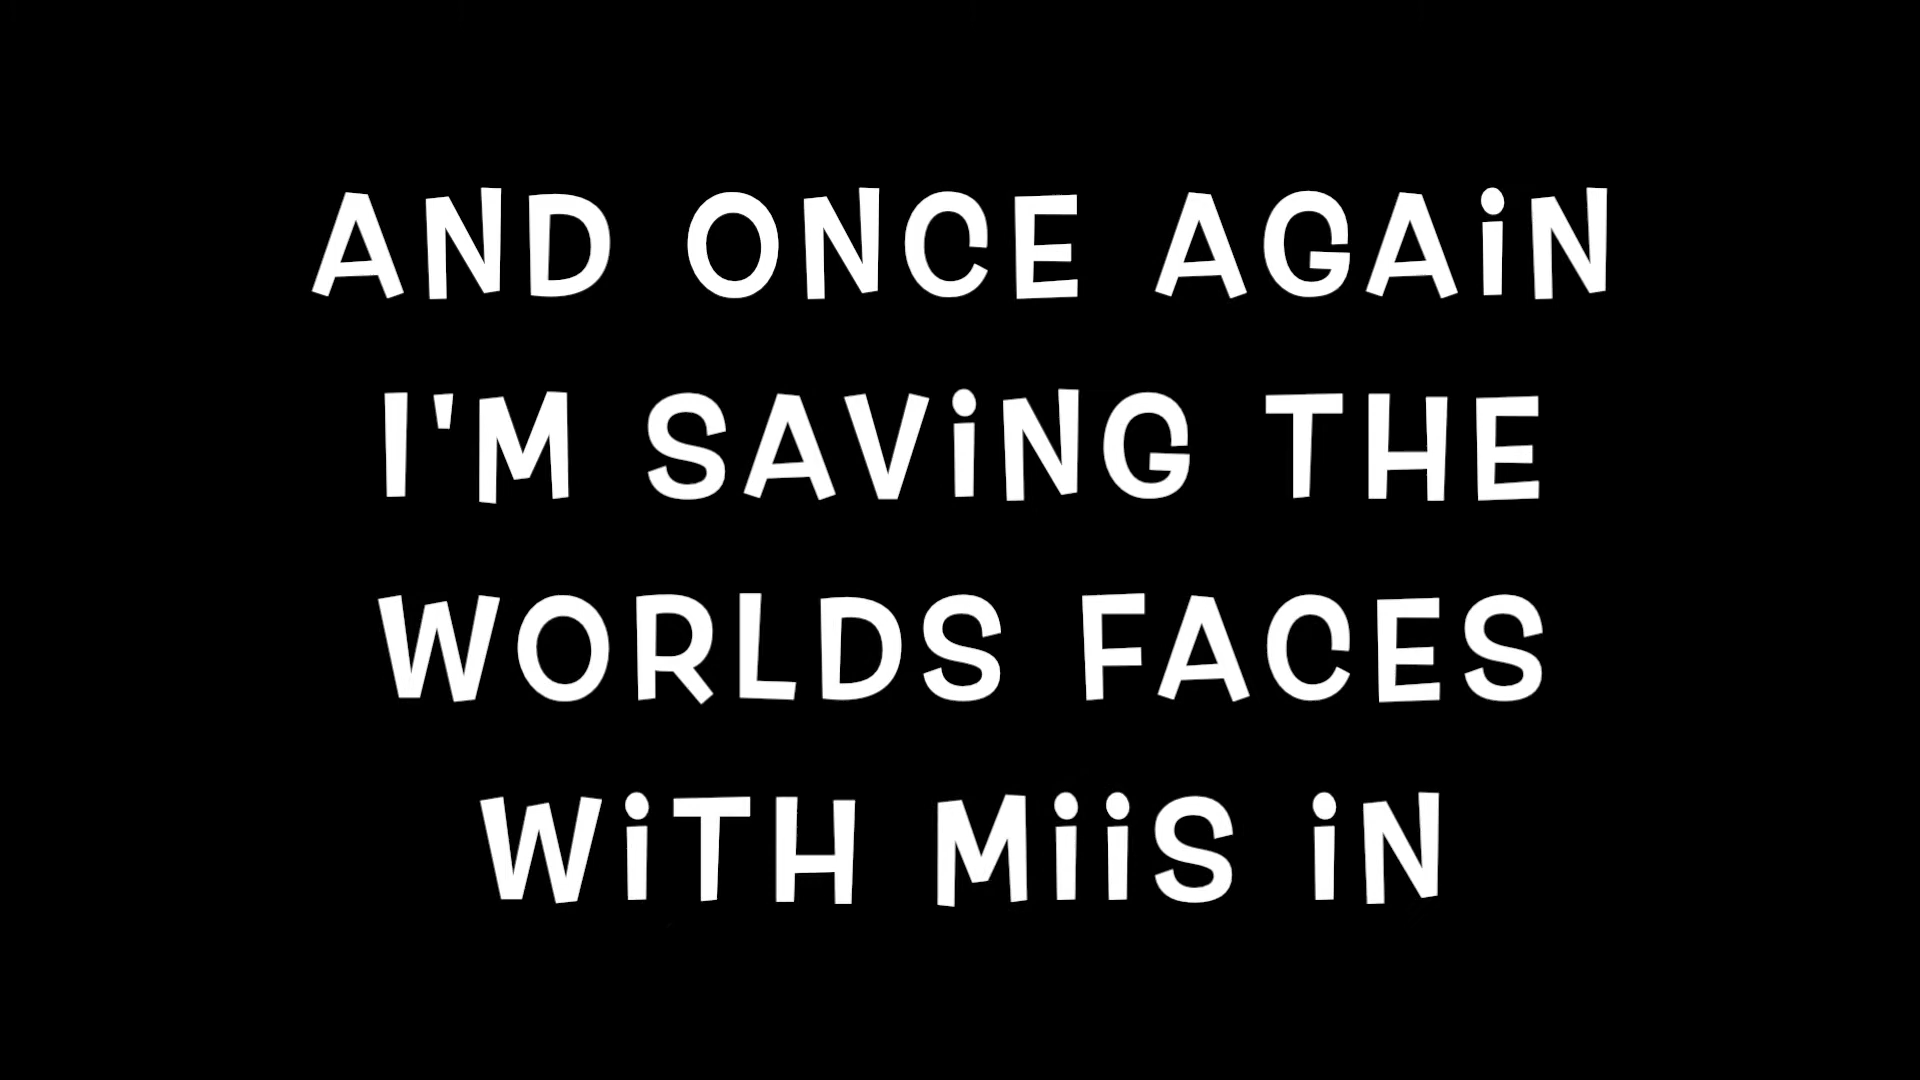 AND ONCE AGAiN
I'M SAViNG THE
WORLDS FACES
WiTH MiiS iN